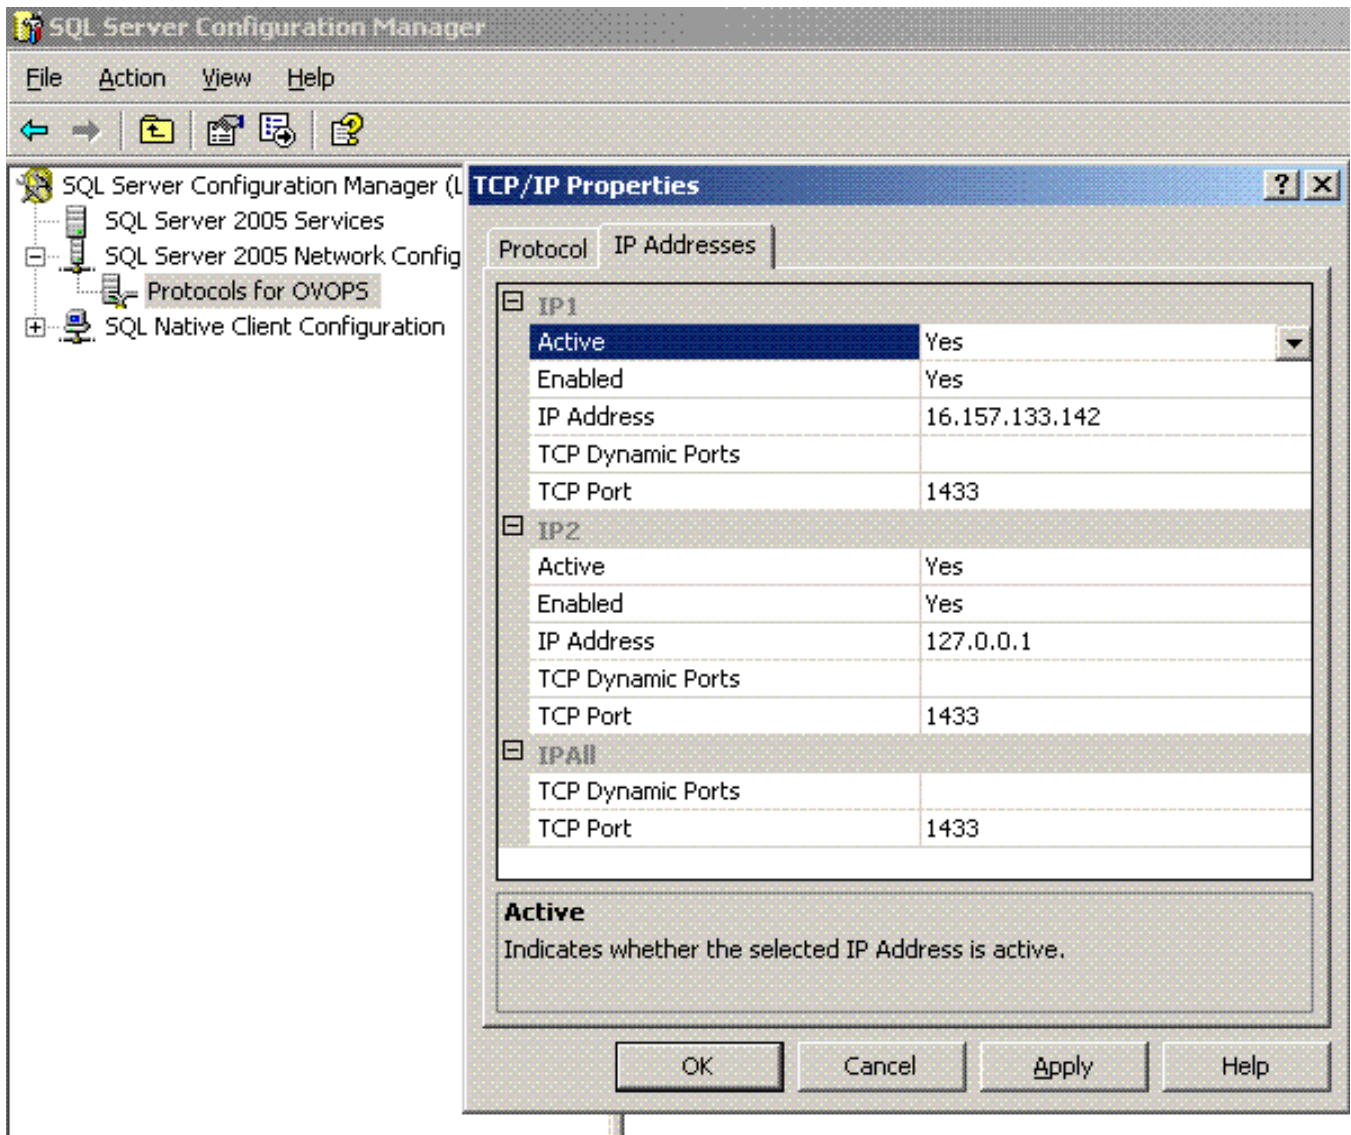 SQL Server Configuration Manager
File Action View Help
SQL Server Configuration Manager (L
SQL Server 2005 Services
SQL Server 2005 Network Config
Protocols for OVOPS
SQL Native Client Configuration
TCP/IP Properties
Protocol IP Addresses
IP1
Active Yes
Enabled Yes
IP Address 16.157.133.142
TCP Dynamic Ports
TCP Port 1433
IP2
Active Yes
Enabled Yes
IP Address 127.0.0.1
TCP Dynamic Ports
TCP Port 1433
IPAll
TCP Dynamic Ports
TCP Port 1433
Active
Indicates whether the selected IP Address is active.
OK Cancel Apply Help